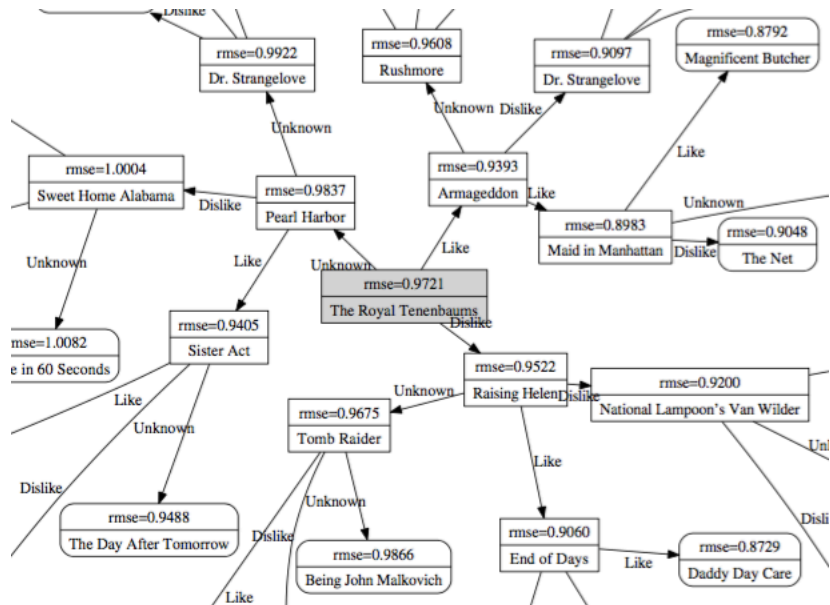 Dislike
rmse=0.9922
Dr. Strangelove
rmse=0.9608
Rushmore
rmse=0.9097
Dr. Strangelove
rmse=0.8792
Magnificent Butcher
Unknown
Unknown
Dislike
Like
rmse=1.0004
Sweet Home Alabama
Dislike
rmse=0.9837
Pearl Harbor
rmse=0.9393
Armageddon
Like
Unknown
rmse=0.8983
Maid in Manhattan
Dislike
rmse=0.9048
The Net
Unknown
Like
Unknown
Like
rmse=0.9721
The Royal Tenenbaums
Dislike
rmse=1.0082
e in 60 Seconds
rmse=0.9405
Sister Act
rmse=0.9522
Raising Helen
Dislike
rmse=0.9200
National Lampoon's Van Wilder
Like
Unknown
Unknown
rmse=0.9675
Tomb Raider
Like
Dislike
Unknown
rmse=0.9488
The Day After Tomorrow
Dislike
Unknown
rmse=0.9866
Being John Malkovich
Like
rmse=0.9060
End of Days
Like
rmse=0.8729
Daddy Day Care